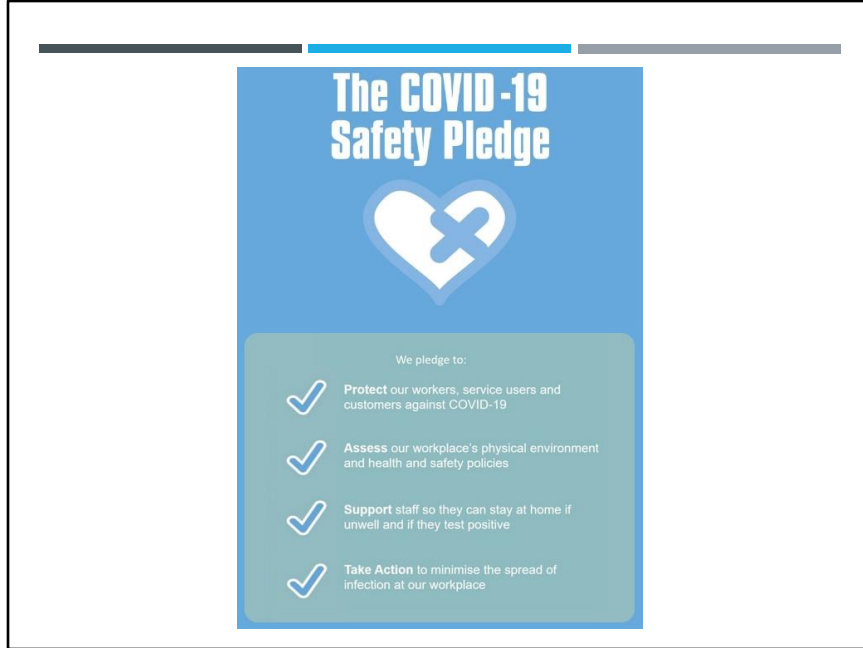 The COVID -19
Safety Pledge
We pledge to:
Protect our workers, service users and
customers against COVID-19
Assess our workplace's physical environment
and health and safety policies
Support staff so they can stay at home if
unwell and if they test positive
Take Action to minimise the spread of
infection at our workplace